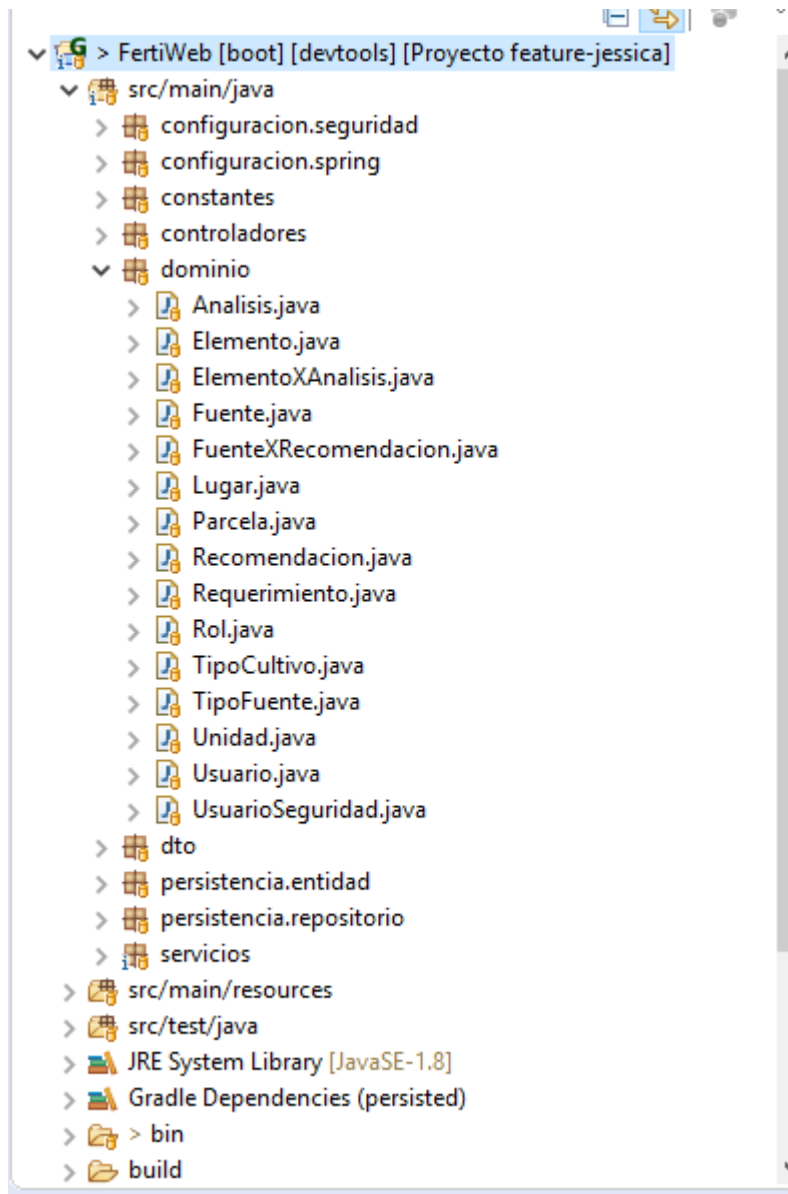 > FertiWeb [boot] [devtools] [Proyecto feature-jessica]
src/main/java
configuracion.seguridad
configuracion.spring
constantes
controladores
dominio
Analisis.java
Elemento.java
ElementoXAnalisis.java
Fuente.java
FuenteXRecomendacion.java
Lugar.java
Parcela.java
Recomendacion.java
Requerimiento.java
Rol.java
TipoCultivo.java
TipoFuente.java
Unidad.java
Usuario.java
UsuarioSeguridad.java
dto
persistencia.entidad
persistencia.repositorio
servicios
src/main/resources
src/test/java
JRE System Library [JavaSE-1.8]
Gradle Dependencies (persisted)
> bin
build